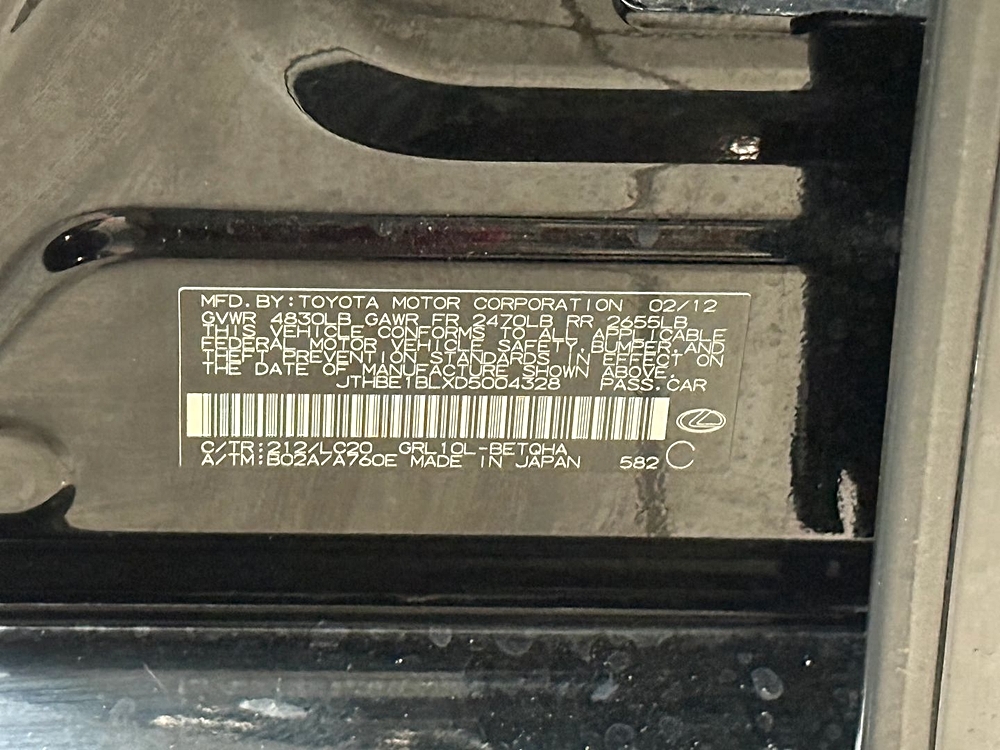 MFD. BY: TOYOTA MOTOR CORPORATION 02/12
GVWR 4830LB GAWR FR 2470LB RR 2655LB
THIS VEHICLE CONFORMS TO ALL APPLICABLE
FEDERAL MOTOR VEHICLE SAFETY, BUMPER, AND
THEFT PREVENTION STANDARDS IN EFFECT ON
THE DATE OF MANUFACTURE SHOWN ABOVE.
JTHBE1BLXD5004328 PASS. CAR
C/TR: 212/LC20 GRL10L-BETQHA
A/TM: B02A/A760E MADE IN JAPAN 582 C